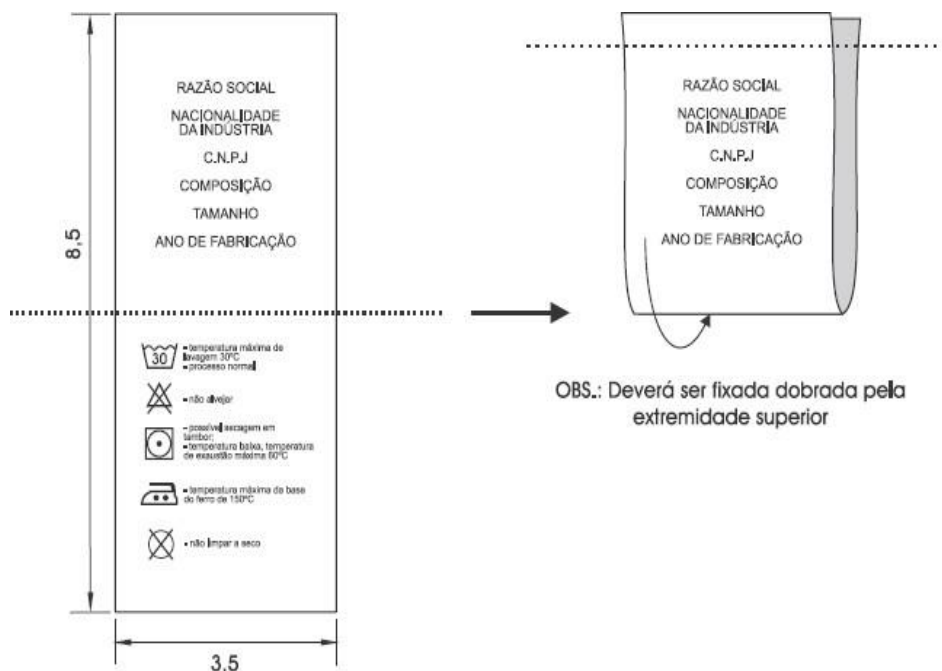 RAZÃO SOCIAL
NACIONALIDADE
DA INDÚSTRIA
C.N.P.J
COMPOSIÇÃO
TAMANHO
ANO DE FABRICAÇÃO
8,5
30
- temperatura máxima de
lavagem 30ºC
- processo normal
- não alvejar
- possível secagem em
tambor;
- temperatura baixa, temperatura
de exaustão máxima 60ºC
- temperatura máxima da base
do ferro de 150ºC
- não limpar a seco
3,5
RAZÃO SOCIAL
NACIONALIDADE
DA INDÚSTRIA
C.N.P.J
COMPOSIÇÃO
TAMANHO
ANO DE FABRICAÇÃO
OBS.: Deverá ser fixada dobrada pela
extremidade superior